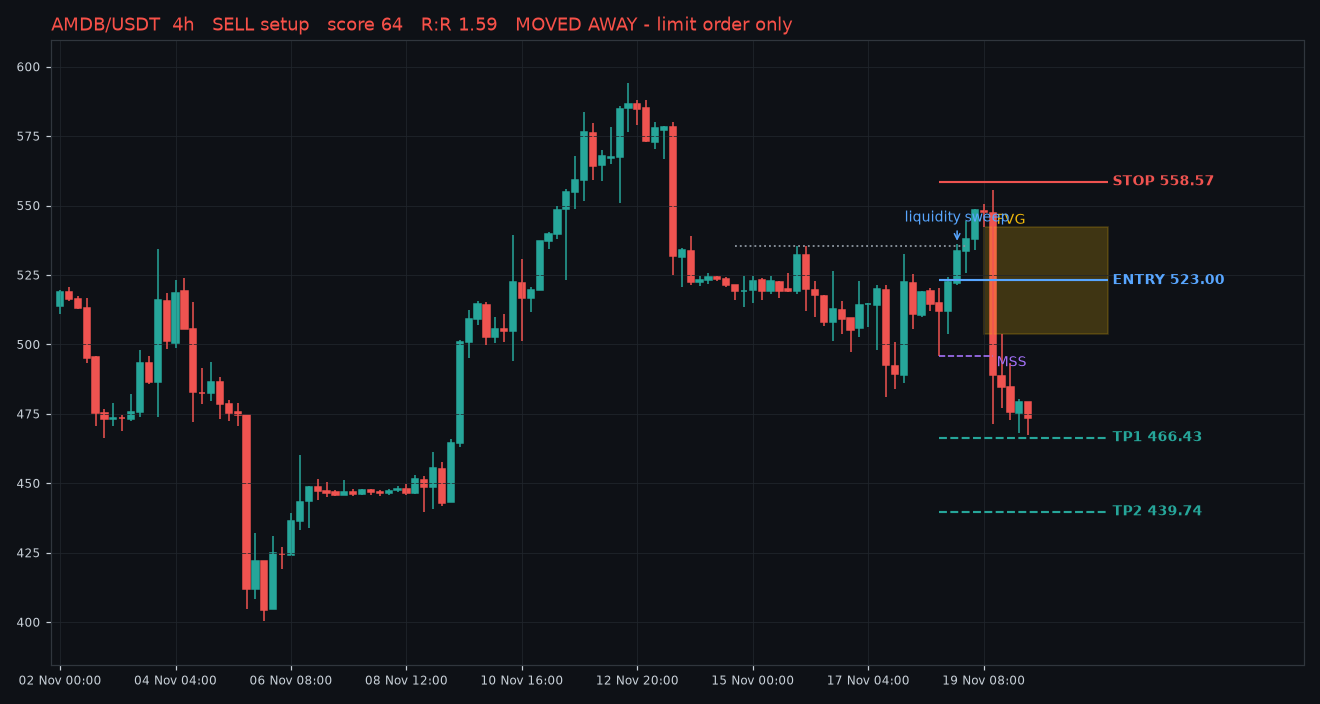 AMDB/USDT  4h   SELL setup   score 64   R:R 1.59   MOVED AWAY - limit order only
600
575
550
525
500
475
450
425
400
STOP 558.57
liquidity sweep
FVG
ENTRY 523.00
MSS
TP1 466.43
TP2 439.74
02 Nov 00:00
04 Nov 04:00
06 Nov 08:00
08 Nov 12:00
10 Nov 16:00
12 Nov 20:00
15 Nov 00:00
17 Nov 04:00
19 Nov 08:00